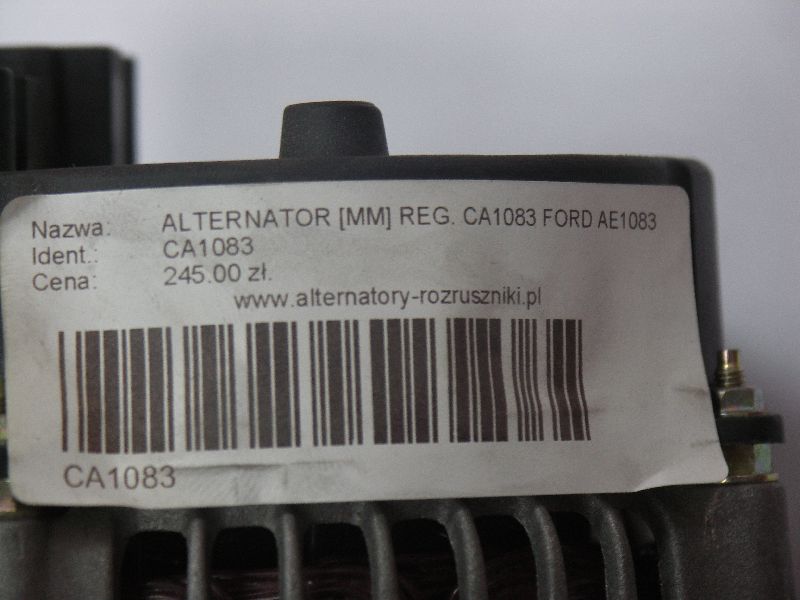 Nazwa: ALTERNATOR [MM] REG. CA1083 FORD AE1083
Ident.: CA1083
Cena: 245.00 zł.
www.alternatory-rozruszniki.pl
CA1083